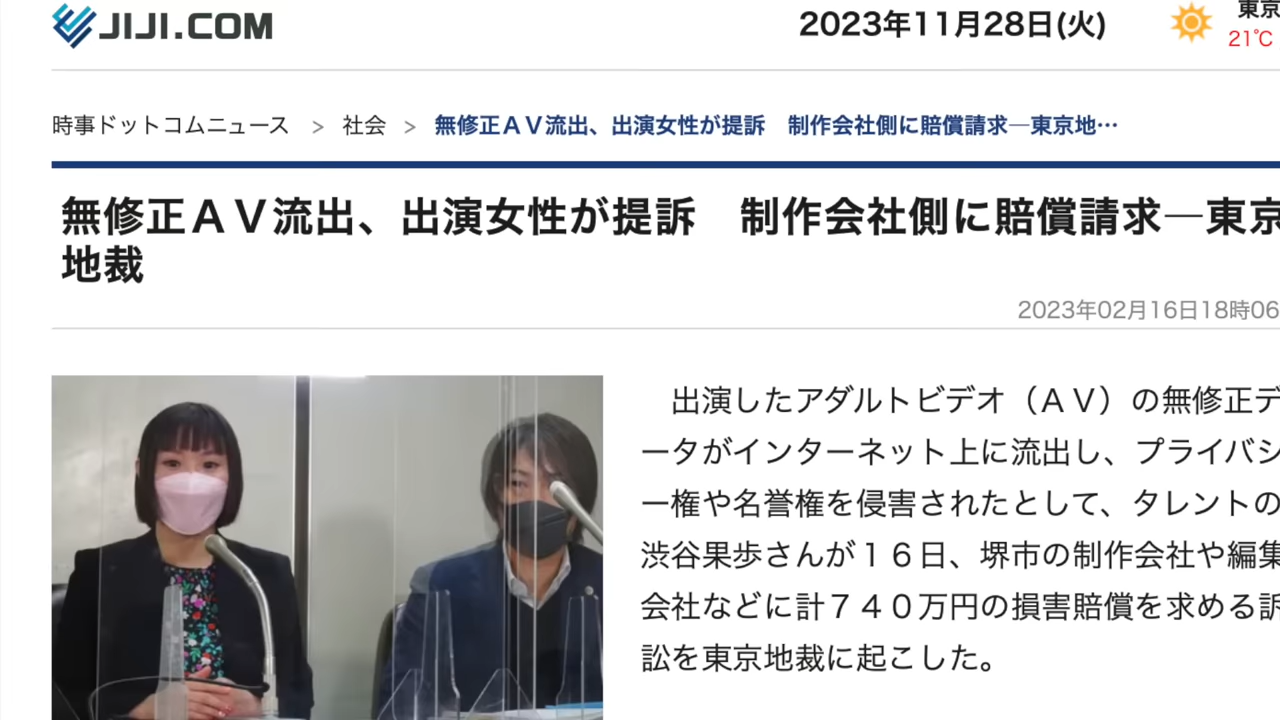 JIJI.COM
2023年11月28日(火)
東京
21℃
時事ドットコムニュース > 社会 > 無修正ＡＶ流出、出演女性が提訴　制作会社側に賠償請求―東京地…
無修正ＡＶ流出、出演女性が提訴　制作会社側に賠償請求―東京
地裁
2023年02月16日18時06
出演したアダルトビデオ（ＡＶ）の無修正デ
ータがインターネット上に流出し、プライバシ
ー権や名誉権を侵害されたとして、タレントの
渋谷果歩さんが１６日、堺市の制作会社や編集
会社などに計７４０万円の損害賠償を求める訴
訟を東京地裁に起こした。